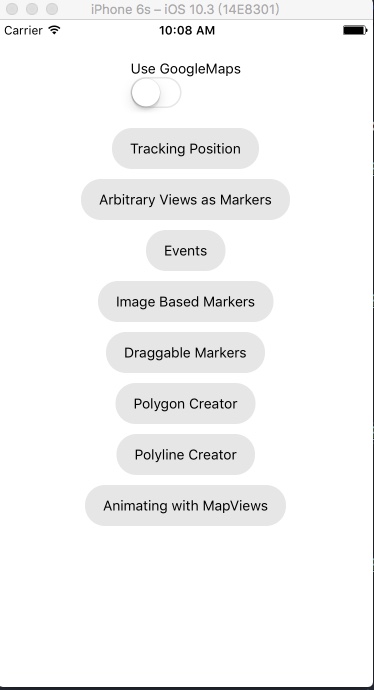 iPhone 6s – iOS 10.3 (14E8301)
Carrier 10:08 AM
Use GoogleMaps
Tracking Position
Arbitrary Views as Markers
Events
Image Based Markers
Draggable Markers
Polygon Creator
Polyline Creator
Animating with MapViews